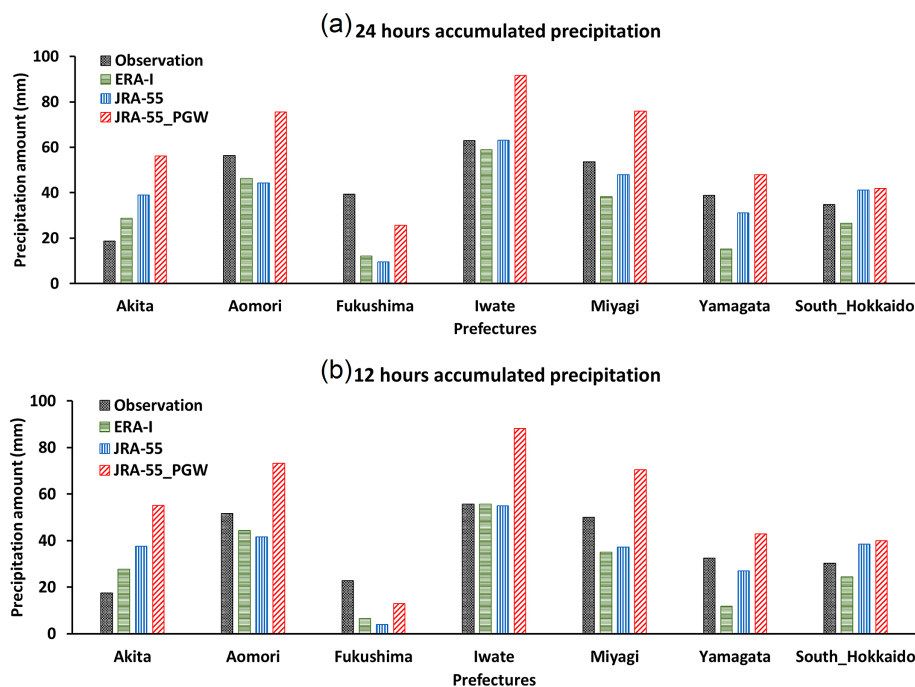 (a) 24 hours accumulated precipitation
Precipitation amount (mm)
100
80
60
40
20
0
Observation
ERA-I
JRA-55
JRA-55_PGW
Akita Aomori Fukushima Iwate Miyagi Yamagata South_Hokkaido
Prefectures
(b) 12 hours accumulated precipitation
Precipitation amount (mm)
100
80
60
40
20
0
Observation
ERA-I
JRA-55
JRA-55_PGW
Akita Aomori Fukushima Iwate Miyagi Yamagata South_Hokkaido
Prefectures